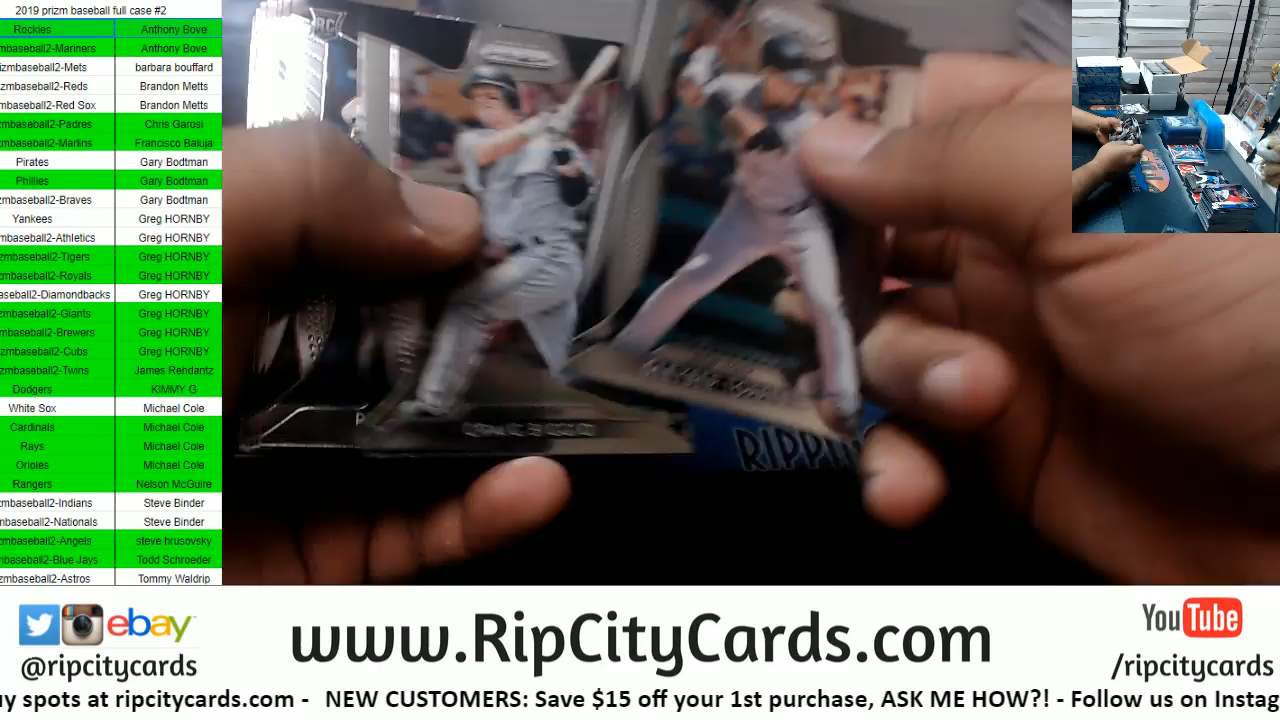 2019 prizm baseball full case #2
Rockies Anthony Bove
zmbaseball2-Mariners Anthony Bove
izmbaseball2-Mets barbara bouffard
izmbaseball2-Reds Brandon Metts
zmbaseball2-Red Sox Brandon Metts
zmbaseball2-Padres Chris Garosi
zmbaseball2-Marlins Francisco Baluja
Pirates Gary Bodtman
Phillies Gary Bodtman
zmbaseball2-Braves Gary Bodtman
Yankees Greg HORNBY
mbaseball2-Athletics Greg HORNBY
zmbaseball2-Tigers Greg HORNBY
zmbaseball2-Royals Greg HORNBY
aseball2-Diamondbacks Greg HORNBY
zmbaseball2-Giants Greg HORNBY
mbaseball2-Brewers Greg HORNBY
zmbaseball2-Cubs Greg HORNBY
zmbaseball2-Twins James Rehdantz
Dodgers KIMMY G
White Sox Michael Cole
Cardinals Michael Cole
Rays Michael Cole
Orioles Michael Cole
Rangers Nelson McGuire
zmbaseball2-Indians Steve Binder
mbaseball2-Nationals Steve Binder
zmbaseball2-Angels steve hrusovsky
mbaseball2-Blue Jays Todd Schroeder
zmbaseball2-Astros Tommy Waldrip
RC
RIPPI
ebay
@ripcitycards
www.RipCityCards.com
YouTube
/ripcitycards
uy spots at ripcitycards.com - NEW CUSTOMERS: Save $15 off your 1st purchase, ASK ME HOW?! - Follow us on Instag